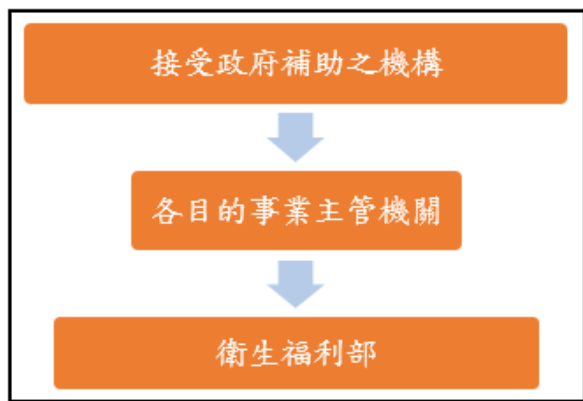 接受政府補助之機構
各目的事業主管機關
衛生福利部